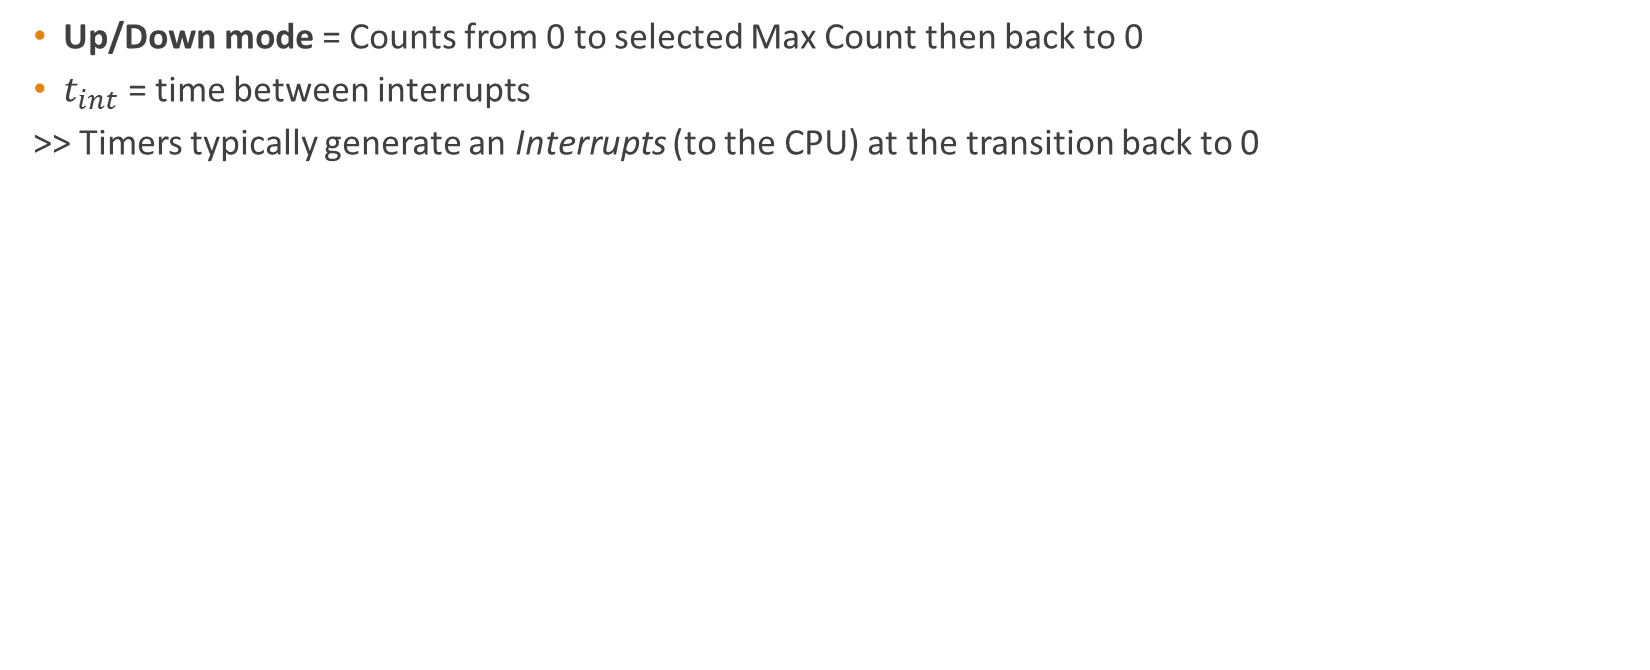 • Up/Down mode = Counts from 0 to selected Max Count then back to 0
• t_int = time between interrupts
>> Timers typically generate an Interrupts (to the CPU) at the transition back to 0